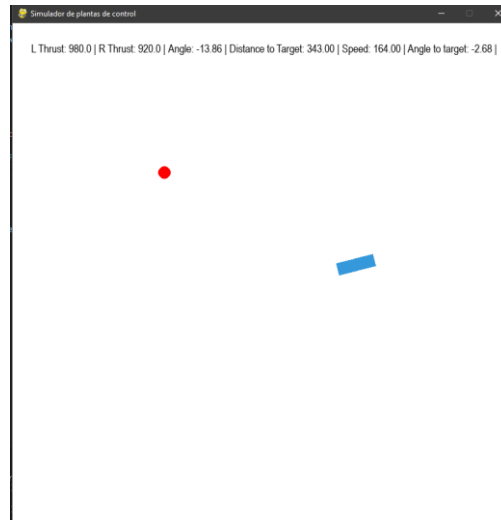 Simulador de plantas de control
L Thrust: 980.0 | R Thrust: 920.0 | Angle: -13.86 | Distance to Target: 343.00 | Speed: 164.00 | Angle to target: -2.68 |